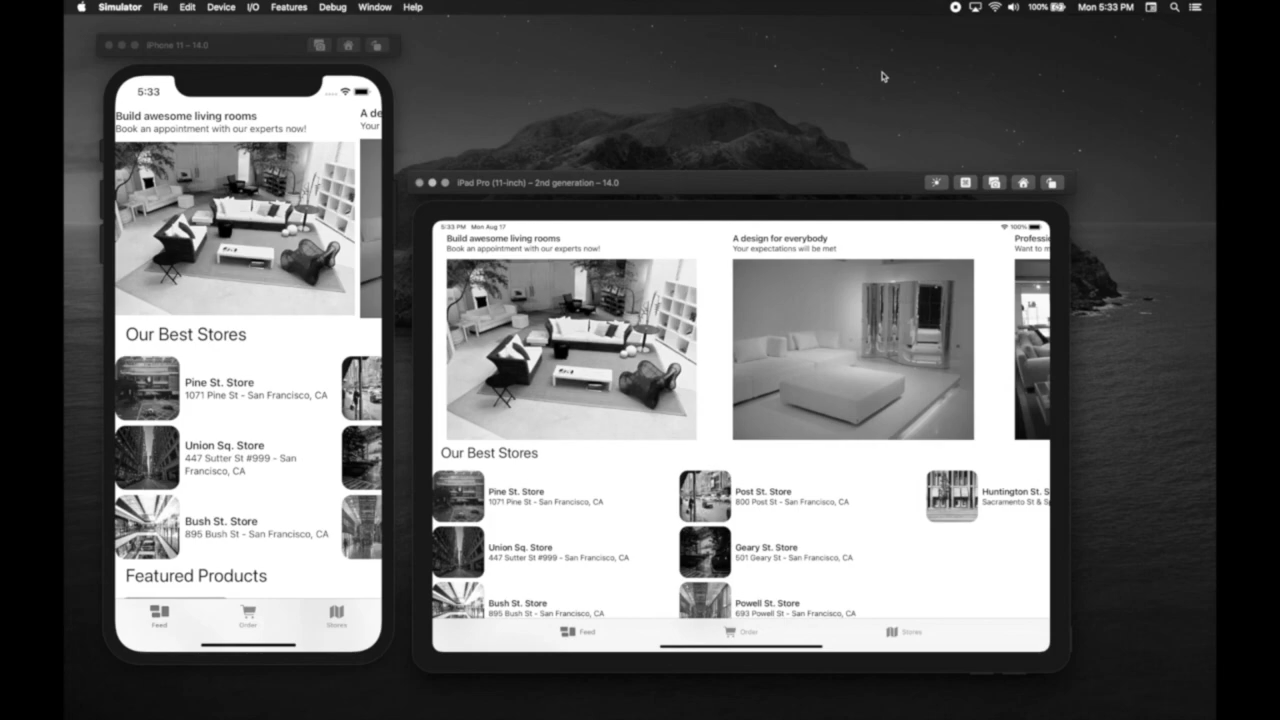 Simulator File Edit Device I/O Features Debug Window Help
100% Mon 5:33 PM
iPhone 11 – 14.0
5:33
Build awesome living rooms
Book an appointment with our experts now!
A de
Your
Our Best Stores
Pine St. Store
1071 Pine St - San Francisco, CA
Union Sq. Store
447 Sutter St #999 - San
Francisco, CA
Bush St. Store
895 Bush St - San Francisco, CA
Featured Products
Feed Order Stores
iPad Pro (11-inch) – 2nd generation – 14.0
5:33 PM Mon Aug 17
100%
Build awesome living rooms
Book an appointment with our experts now!
A design for everybody
Your expectations will be met
Professi
Want to m
Our Best Stores
Pine St. Store
1071 Pine St - San Francisco, CA
Post St. Store
800 Post St - San Francisco, CA
Huntington St. S
Sacramento St & S
Union Sq. Store
447 Sutter St #999 - San Francisco, CA
Geary St. Store
501 Geary St - San Francisco, CA
Bush St. Store
895 Bush St - San Francisco, CA
Powell St. Store
693 Powell St - San Francisco, CA
Feed Order Stores